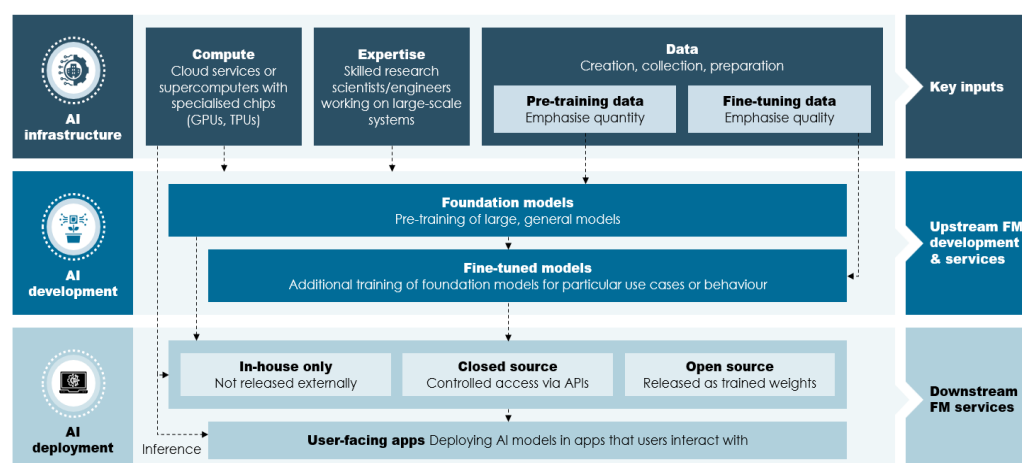 AI
infrastructure
Compute
Cloud services or
supercomputers with
specialised chips
(GPUs, TPUs)
Expertise
Skilled research
scientists/engineers
working on large-scale
systems
Data
Creation, collection, preparation
Pre-training data
Emphasise quantity
Fine-tuning data
Emphasise quality
Key inputs
AI
development
Foundation models
Pre-training of large, general models
Fine-tuned models
Additional training of foundation models for particular use cases or behaviour
Upstream FM
development
& services
AI
deployment
In-house only
Not released externally
Closed source
Controlled access via APIs
Open source
Released as trained weights
Inference
User-facing apps Deploying AI models in apps that users interact with
Downstream
FM services